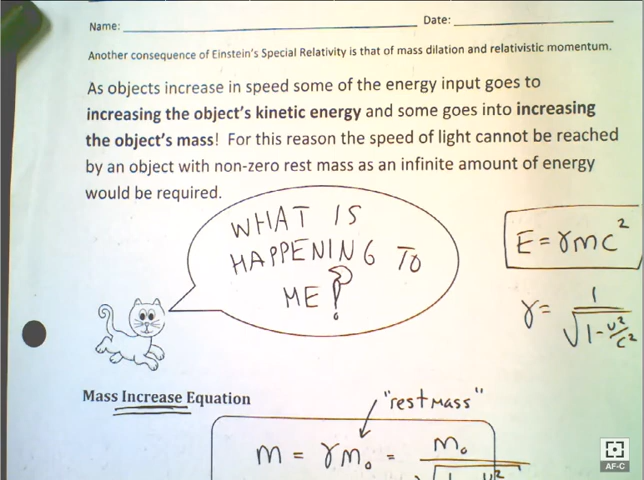 Name: Date:
Another consequence of Einstein's Special Relativity is that of mass dilation and relativistic momentum.
As objects increase in speed some of the energy input goes to
increasing the object's kinetic energy and some goes into increasing
the object's mass! For this reason the speed of light cannot be reached
by an object with non-zero rest mass as an infinite amount of energy
would be required.
WHAT IS
HAPPENING TO
ME?
E = γmc²
γ = 1/√(1-v²/c²)
Mass Increase Equation
"rest mass"
m = γm₀ = m₀/√(1-v²
AF-C